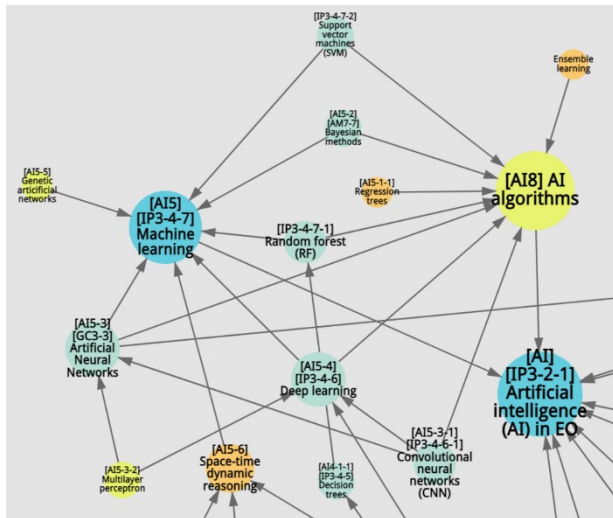 [IP3-4-7-2]
Support
vector
machines
(SVM)
Ensemble
learning
[AI5-2]
[AM7-7]
Bayesian
methods
[AI5-5]
Genetic
articificial
networks
[AI5]
[IP3-4-7]
Machine
learning
[AI5-1-1]
Regression
trees
[AI8] AI
algorithms
[IP3-4-7-1]
Random forest
(RF)
[AI5-3]
[GC3-3]
Artificial
Neural
Networks
[AI5-4]
[IP3-4-6]
Deep learning
[AI]
[IP3-2-1]
Artificial
intelligence
(AI) in EO
[AI5-3-2]
Multilayer
perceptron
[AI5-6]
Space-time
dynamic
reasoning
[AI4-1-1]
[IP3-4-5]
Decision
trees
[AI5-3-1]
[IP3-4-6-1]
Convolutional
neural
networks
(CNN)